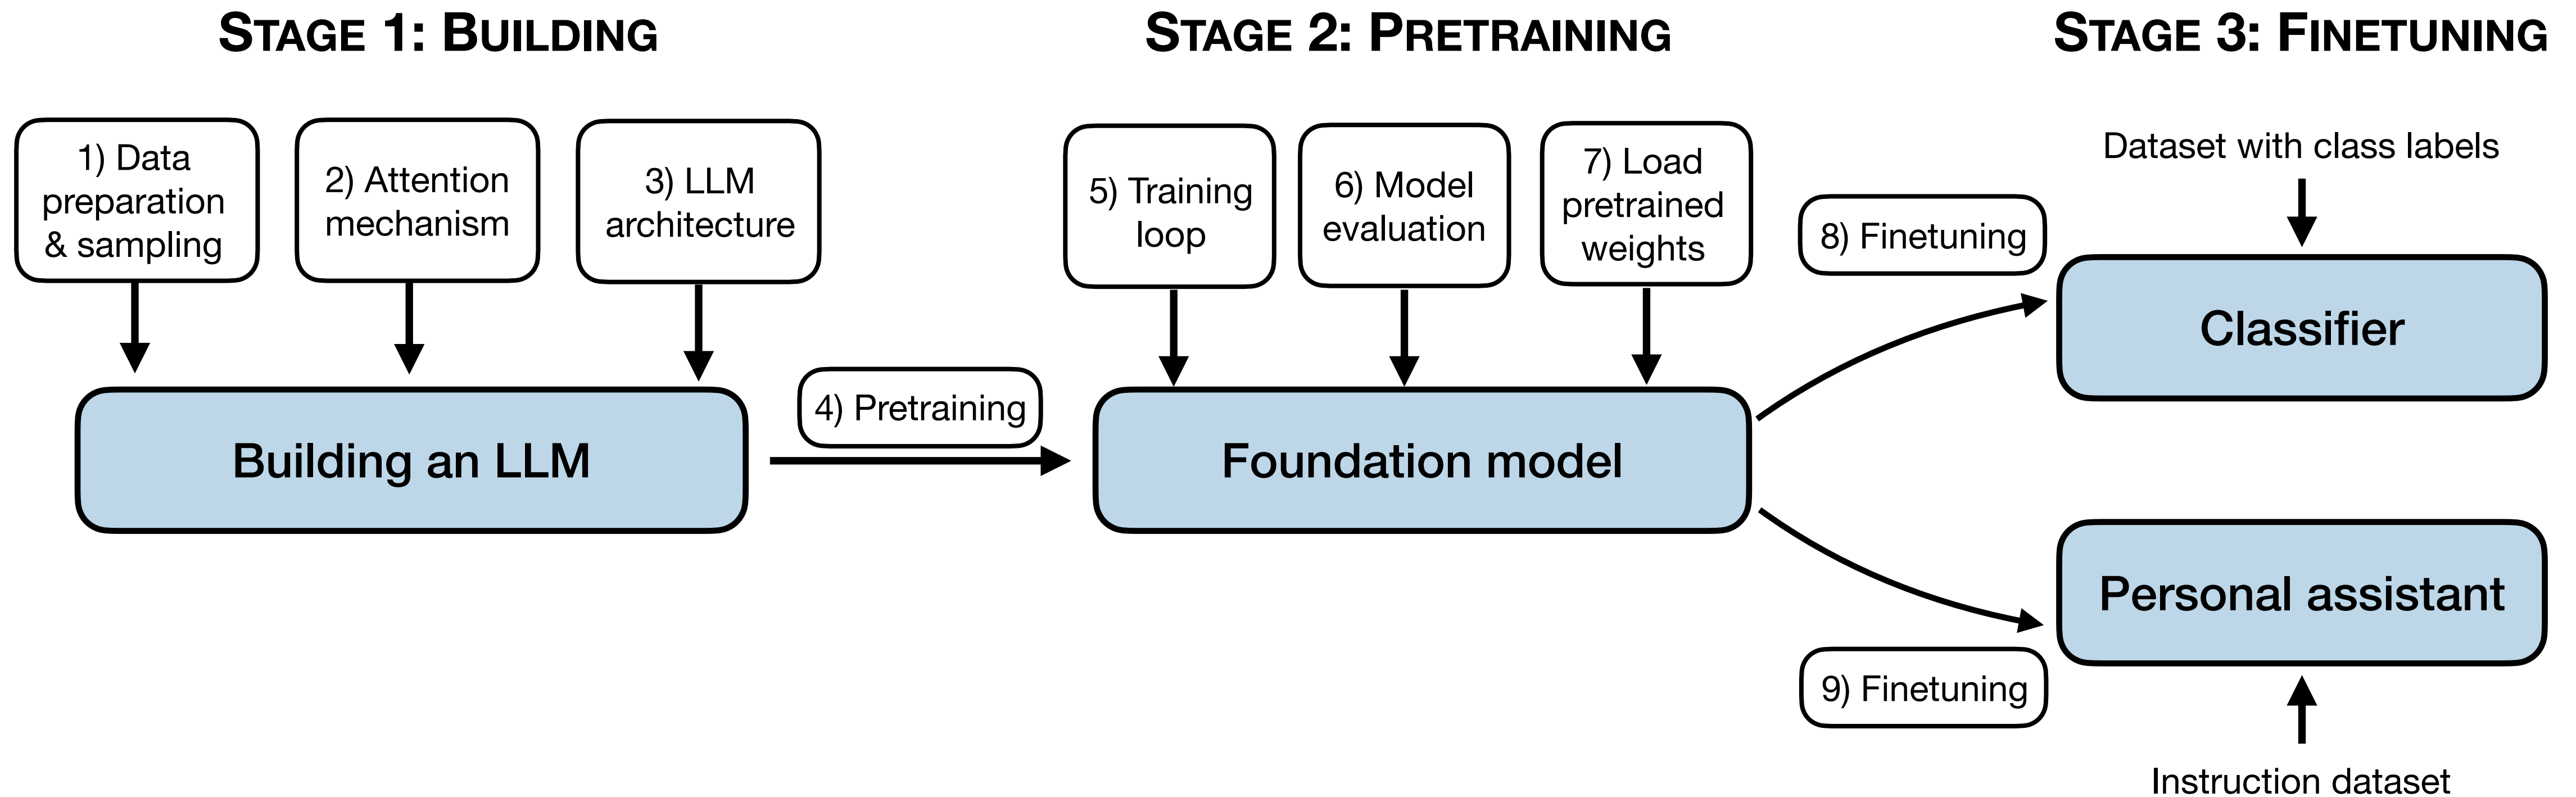 STAGE 1: BUILDING
STAGE 2: PRETRAINING
STAGE 3: FINETUNING
1) Data
preparation
& sampling
2) Attention
mechanism
3) LLM
architecture
Building an LLM
4) Pretraining
5) Training
loop
6) Model
evaluation
7) Load
pretrained
weights
Foundation model
8) Finetuning
Dataset with class labels
Classifier
Personal assistant
9) Finetuning
Instruction dataset